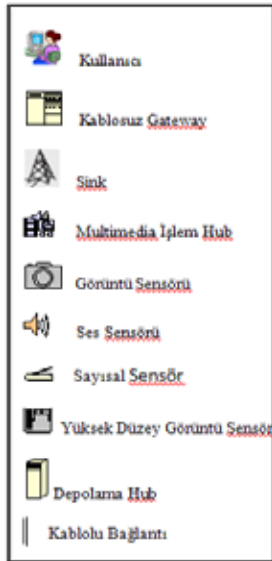 Kullanıcı
Kablosuz Gateway
Sink
Multimedia İşlem Hub
Görüntü Sensörü
Ses Sensörü
Sayısal Sensör
Yüksek Düzey Görüntü Sensör
Depolama Hub
Kablolu Bağlantı